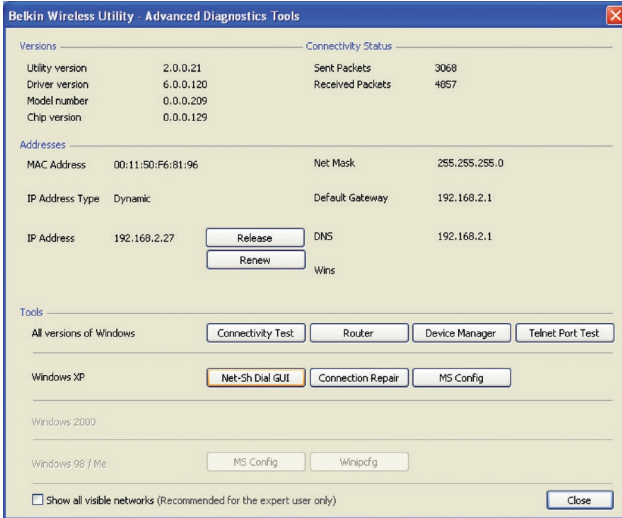 Belkin Wireless Utility - Advanced Diagnostics Tools
Versions
Connectivity Status
Utility version 2.0.0.21
Sent Packets 3068
Driver version 6.0.0.120
Received Packets 4857
Model number 0.0.0.209
Chip version 0.0.0.129
Addresses
MAC Address 00:11:50:F6:81:96
Net Mask 255.255.255.0
IP Address Type Dynamic
Default Gateway 192.168.2.1
IP Address 192.168.2.27 Release
DNS 192.168.2.1
Renew
Wins
Tools
All versions of Windows Connectivity Test Router Device Manager Telnet Port Test
Windows XP Net-Sh Dial GUI Connection Repair MS Config
Windows 2000
Windows 98 / Me MS Config Winipcfg
Show all visible networks (Recommended for the expert user only) Close